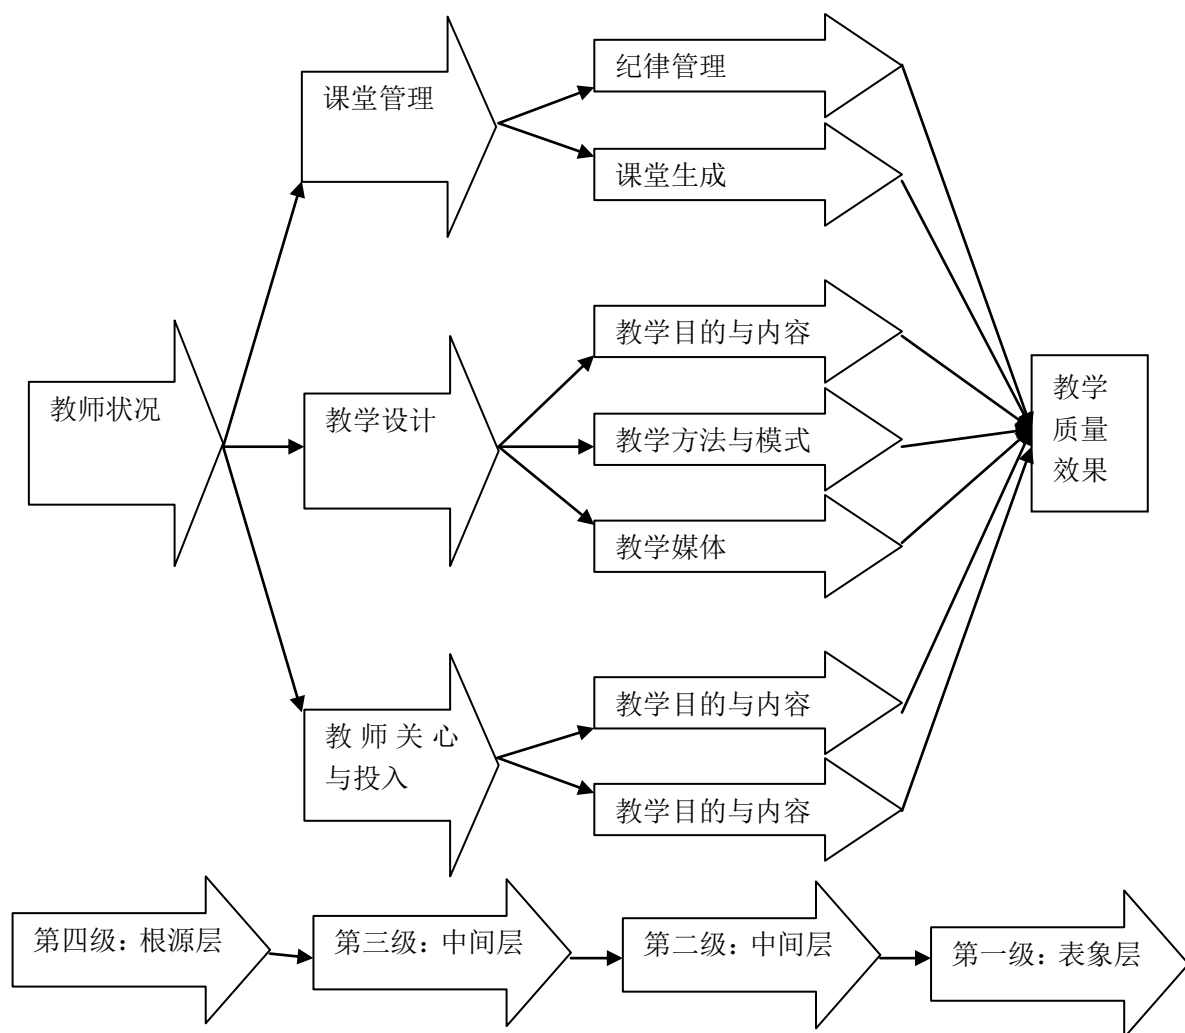 纪律管理
课堂管理
课堂生成
教学目的与内容
教师状况
教学设计
教学方法与模式
教学
质量
效果
教学媒体
教学目的与内容
教师关心
与投入
教学目的与内容
第四级：根源层
第三级：中间层
第二级：中间层
第一级：表象层